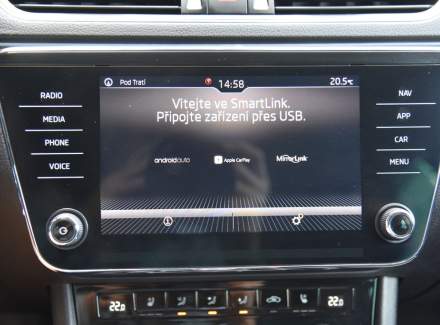 Pod Tratí 14:58 20.5°C
RADIO
MEDIA
PHONE
VOICE
Vítejte ve SmartLink.
Připojte zařízení přes USB.
androidauto Apple CarPlay MirrorLink
NAV
APP
CAR
MENU
22.0 22.0